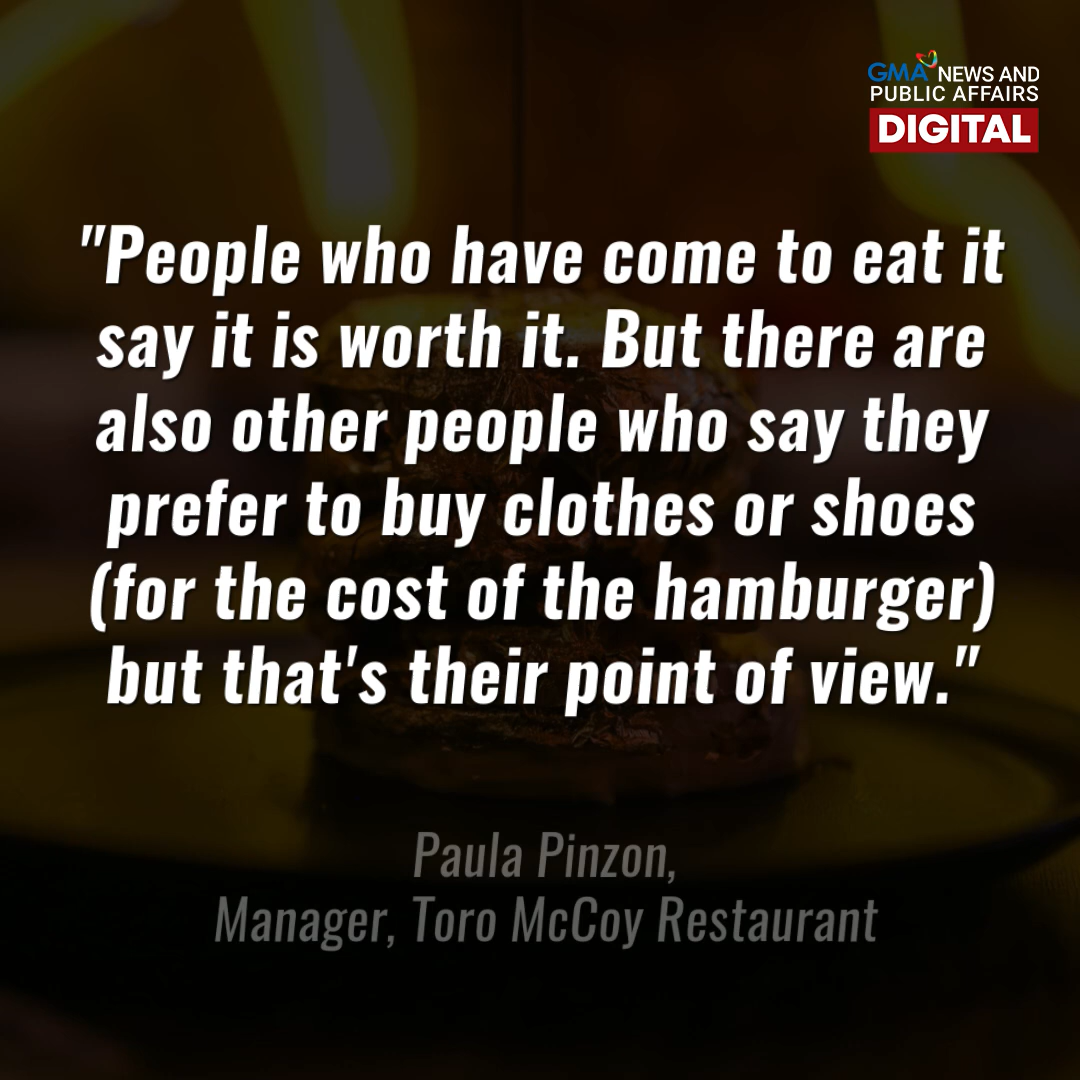 GMA NEWS AND
PUBLIC AFFAIRS
DIGITAL
"People who have come to eat it
say it is worth it. But there are
also other people who say they
prefer to buy clothes or shoes
(for the cost of the hamburger)
but that's their point of view."
Paula Pinzon,
Manager, Toro McCoy Restaurant